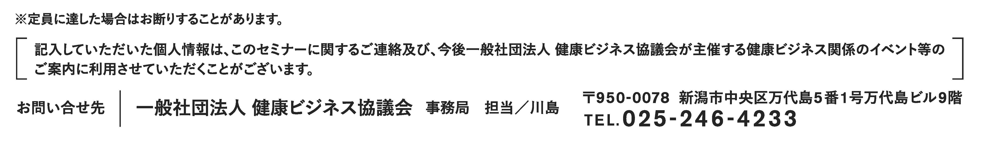 ※定員に達した場合はお断りすることがあります。
記入していただいた個人情報は、このセミナーに関するご連絡及び、今後一般社団法人 健康ビジネス協議会が主催する健康ビジネス関係のイベント等の
ご案内に利用させていただくことがございます。
お問い合せ先
一般社団法人 健康ビジネス協議会 事務局 担当／川島
〒950-0078 新潟市中央区万代島5番1号万代島ビル9階
TEL.025-246-4233